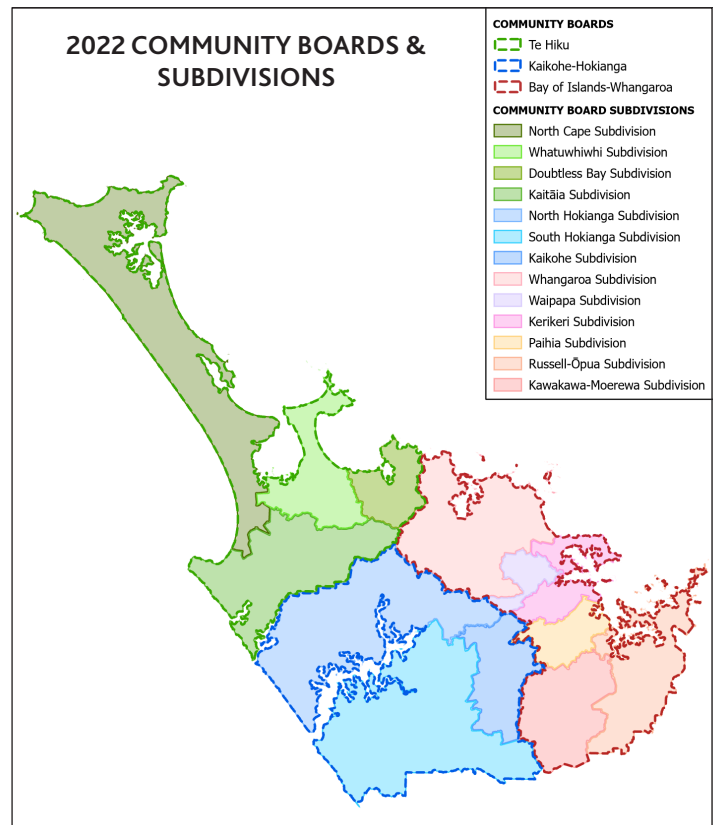 2022 COMMUNITY BOARDS &
SUBDIVISIONS
COMMUNITY BOARDS
Te Hiku
Kaikohe-Hokianga
Bay of Islands-Whangaroa
COMMUNITY BOARD SUBDIVISIONS
North Cape Subdivision
Whatuwhiwhi Subdivision
Doubtless Bay Subdivision
Kaitāia Subdivision
North Hokianga Subdivision
South Hokianga Subdivision
Kaikohe Subdivision
Whangaroa Subdivision
Waipapa Subdivision
Kerikeri Subdivision
Paihia Subdivision
Russell-Ōpua Subdivision
Kawakawa-Moerewa Subdivision